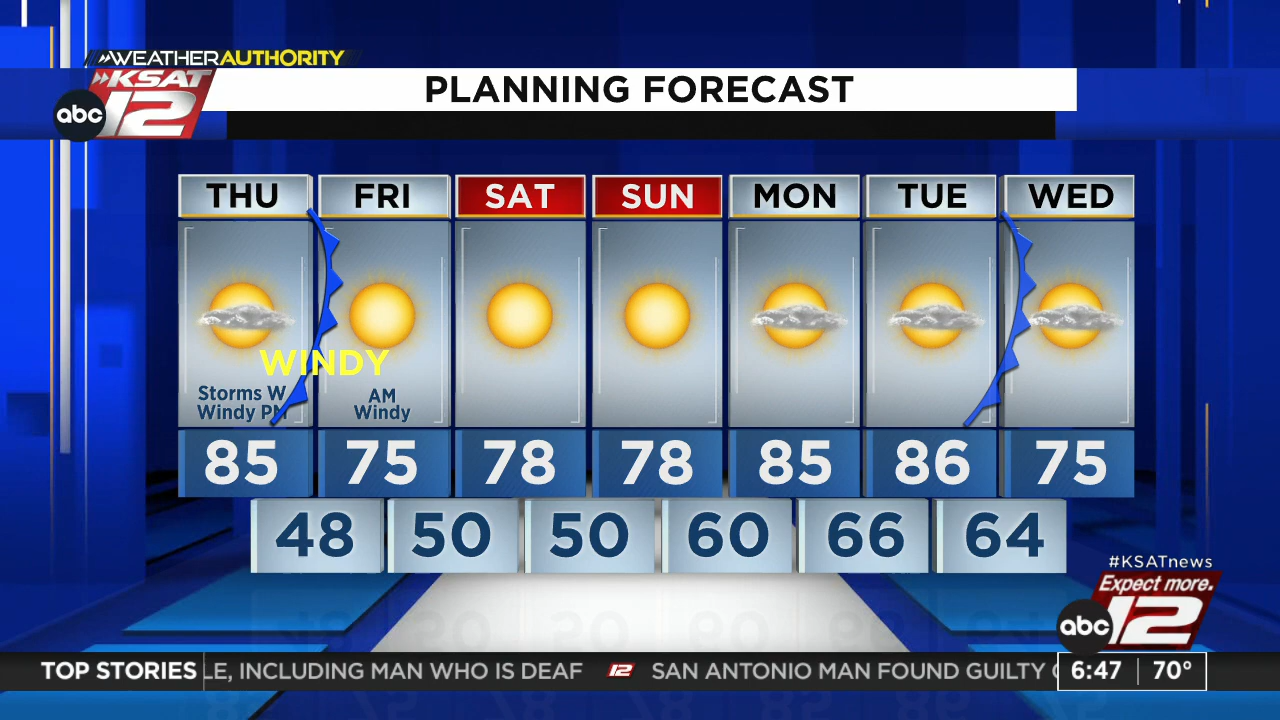 WEATHERAUTHORITY
KSAT
abc 12
PLANNING FORECAST
THU FRI SAT SUN MON TUE WED
WINDY
Storms W
Windy PM
AM
Windy
85 75 78 78 85 86 75
48 50 50 60 66 64
#KSATnews
Expect more.
abc 12
TOP STORIES LE, INCLUDING MAN WHO IS DEAF 12 SAN ANTONIO MAN FOUND GUILTY 6:47 70°